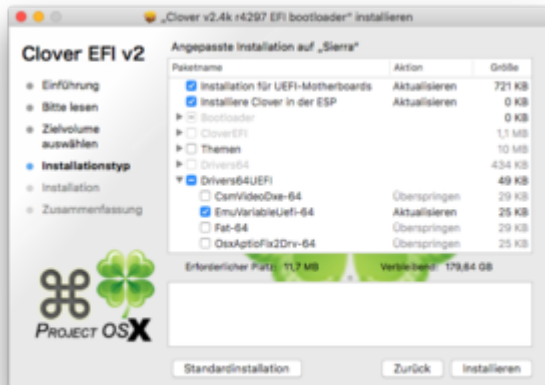 „Clover v2.4k r4297 EFI bootloader“ installieren
Clover EFI v2
Einführung
Bitte lesen
Zielvolume
auswählen
Installationstyp
Installation
Zusammenfassung
PROJECT OSX
Angepasste Installation auf „Sierra“
Paketname Aktion Größe
Installation für UEFI-Motherboards Aktualisieren 721 KB
Installiere Clover in der ESP Aktualisieren 0 KB
Bootloader 0 KB
CloverEFI 1,1 MB
Themen 10 MB
Drivers64 434 KB
Drivers64UEFI 49 KB
CsmVideoDxe-64 Überspringen 29 KB
EmuVariableUefi-64 Aktualisieren 25 KB
Fat-64 Überspringen 29 KB
OsxAptioFix2Drv-64 Überspringen 25 KB
Erforderlicher Platz: 11,7 MB Verbleibend: 179,64 GB
Standardinstallation Zurück Installieren